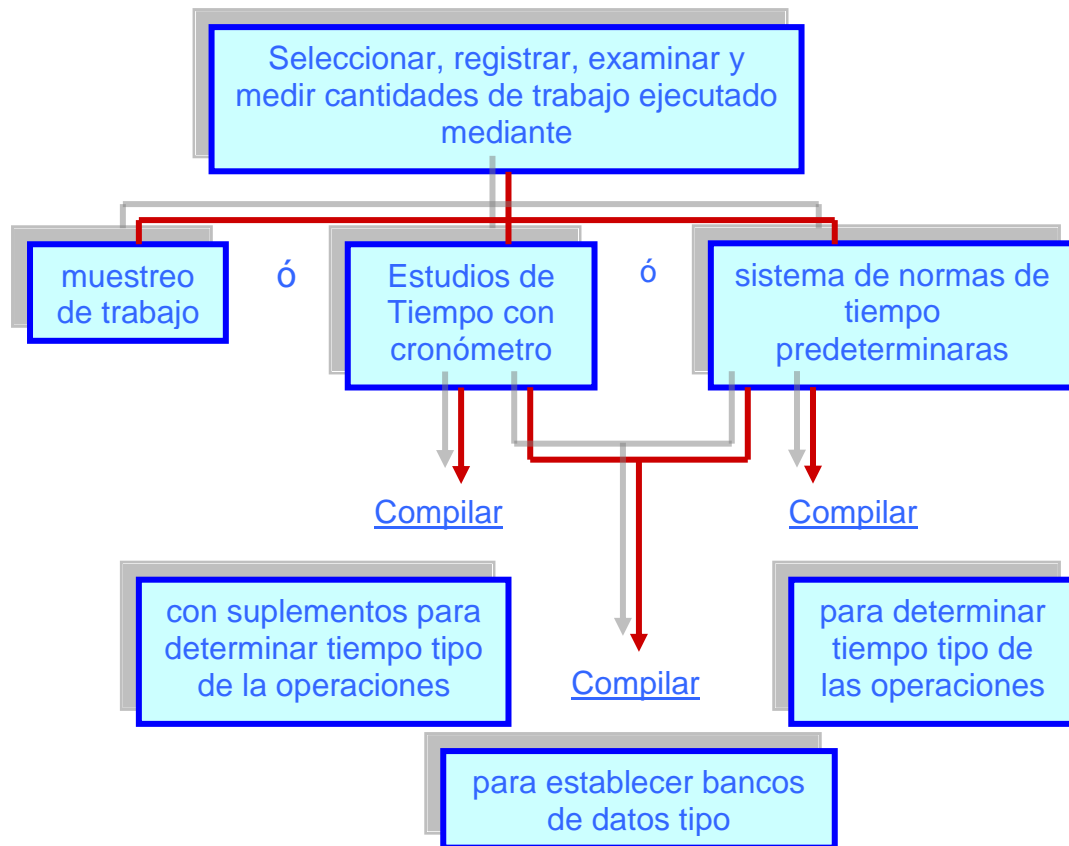 Seleccionar, registrar, examinar y
medir cantidades de trabajo ejecutado
mediante
muestreo
de trabajo
ó
Estudios de
Tiempo con
cronómetro
ó
sistema de normas de
tiempo
predeterminaras
Compilar
Compilar
con suplementos para
determinar tiempo tipo
de la operaciones
Compilar
para determinar
tiempo tipo de
las operaciones
para establecer bancos
de datos tipo